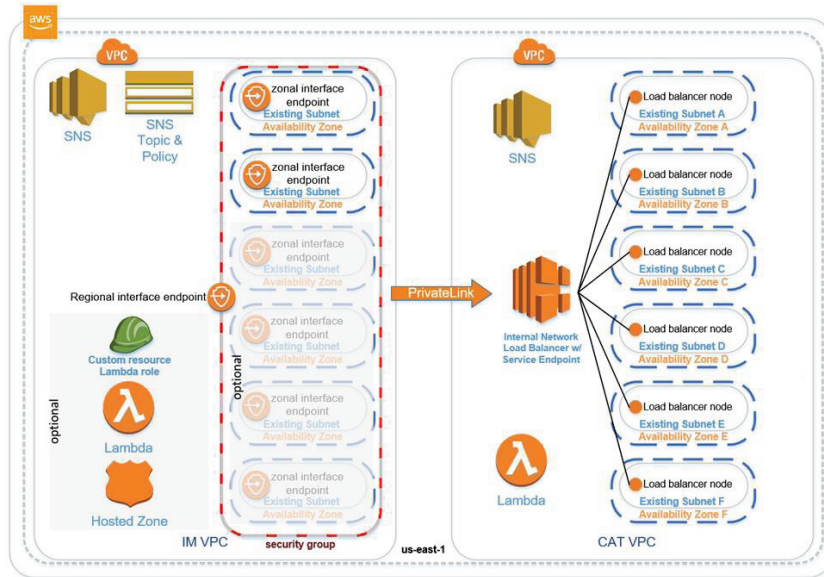 aws
VPC
SNS
SNS
Topic &
Policy
zonal interface
endpoint
Existing Subnet
Availability Zone
zonal interface
endpoint
Existing Subnet
Availability Zone
zonal interface
endpoint
Existing Subnet
Availability Zone
zonal interface
endpoint
Existing Subnet
Availability Zone
zonal interface
endpoint
Existing Subnet
Availability Zone
zonal interface
endpoint
Existing Subnet
Availability Zone
optional
Regional interface endpoint
Custom resource
Lambda role
Lambda
Hosted Zone
optional
IM VPC
security group
PrivateLink
us-east-1
VPC
SNS
Internal Network
Load Balancer w/
Service Endpoint
Lambda
Load balancer node
Existing Subnet A
Availability Zone A
Load balancer node
Existing Subnet B
Availability Zone B
Load balancer node
Existing Subnet C
Availability Zone C
Load balancer node
Existing Subnet D
Availability Zone D
Load balancer node
Existing Subnet E
Availability Zone E
Load balancer node
Existing Subnet F
Availability Zone F
CAT VPC